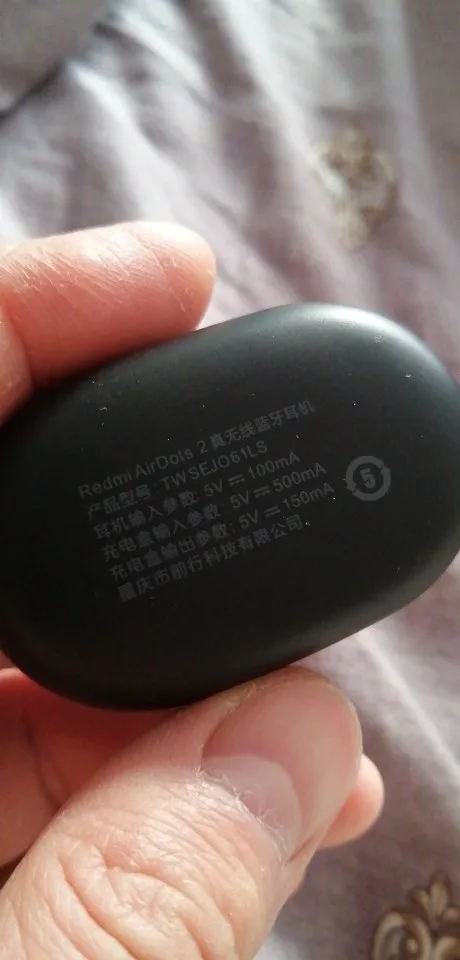 Redmi AirDots 2 真无线蓝牙耳机
产品型号: TWSEJO61LS
耳机输入参数: 5V⎓100mA
充电盒输入参数: 5V⎓500mA
充电盒输出参数: 5V⎓150mA
重庆市前行科技有限公司。
5